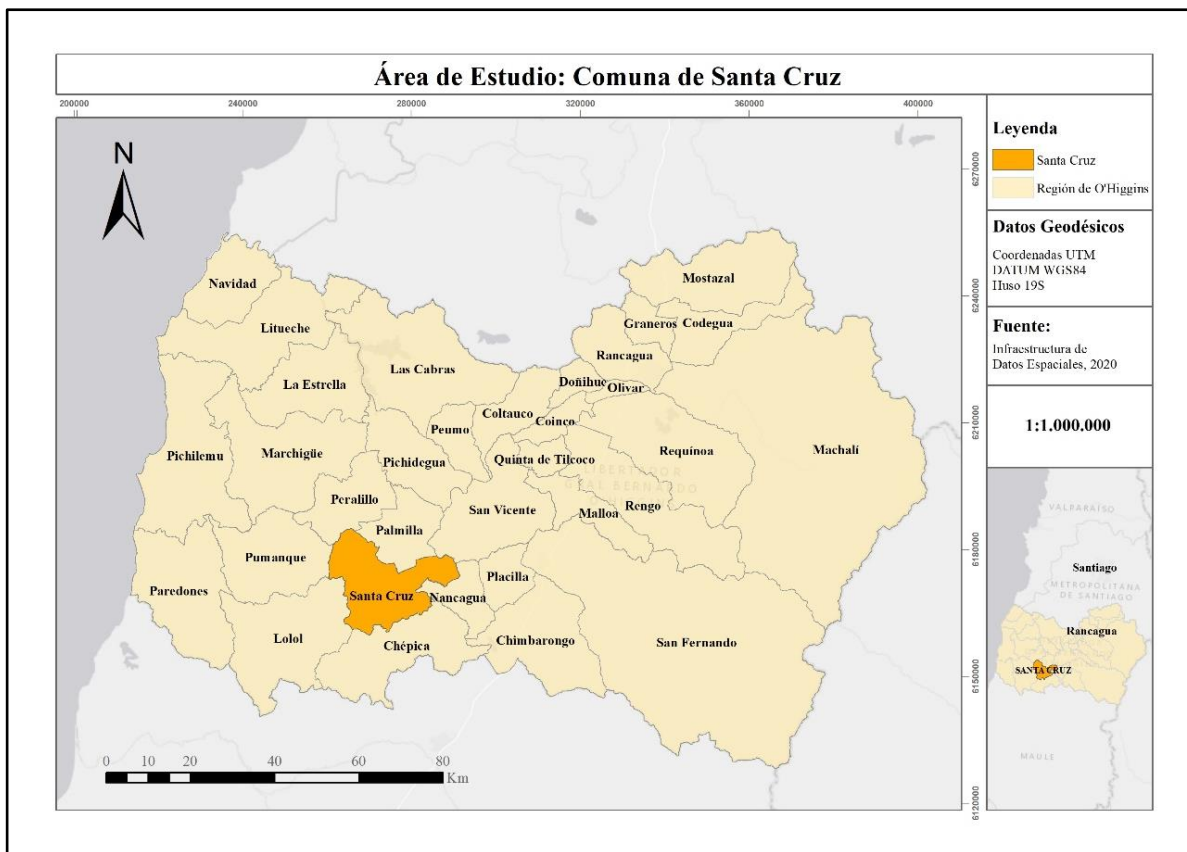 Área de Estudio: Comuna de Santa Cruz
200000 240000 280000 320000 360000 400000
N
6270000
6240000
6210000
6180000
6150000
6120000
Navidad
Litueche
La Estrella
Las Cabras
Mostazal
Graneros
Codegua
Rancagua
Doñihue
Olivar
Coltauco
Coinco
Peumo
Pichilemu
Marchigüe
Pichidegua
Quinta de Tilcoco
Requínoa
Machalí
LIBERTADOR
GRAL BERNARDO
Peralillo
San Vicente
Malloa
Rengo
Palmilla
Pumanque
Paredones
Santa Cruz
Nancagua
Placilla
Lolol
Chépica
Chimbarongo
San Fernando
0 10 20 40 60 80
Km
Leyenda
Santa Cruz
Región de O'Higgins
Datos Geodésicos
Coordenadas UTM
DATUM WGS84
Huso 19S
Fuente:
Infraestructura de
Datos Espaciales, 2020
1:1.000.000
VALPARAÍSO
Santiago
METROPOLITANA
DE SANTIAGO
Rancagua
SANTA CRUZ
MAULE